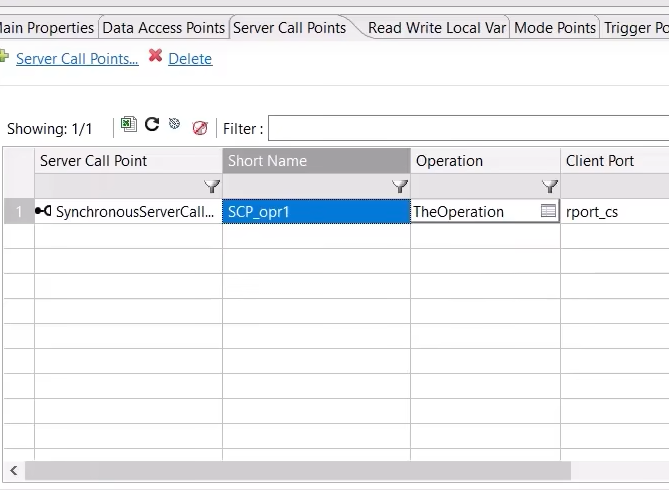 ain Properties Data Access Points Server Call Points Read Write Local Var Mode Points Trigger Po
Server Call Points... Delete
Showing: 1/1 Filter :
Server Call Point Short Name Operation Client Port
1 SynchronousServerCall... SCP_opr1 TheOperation rport_cs